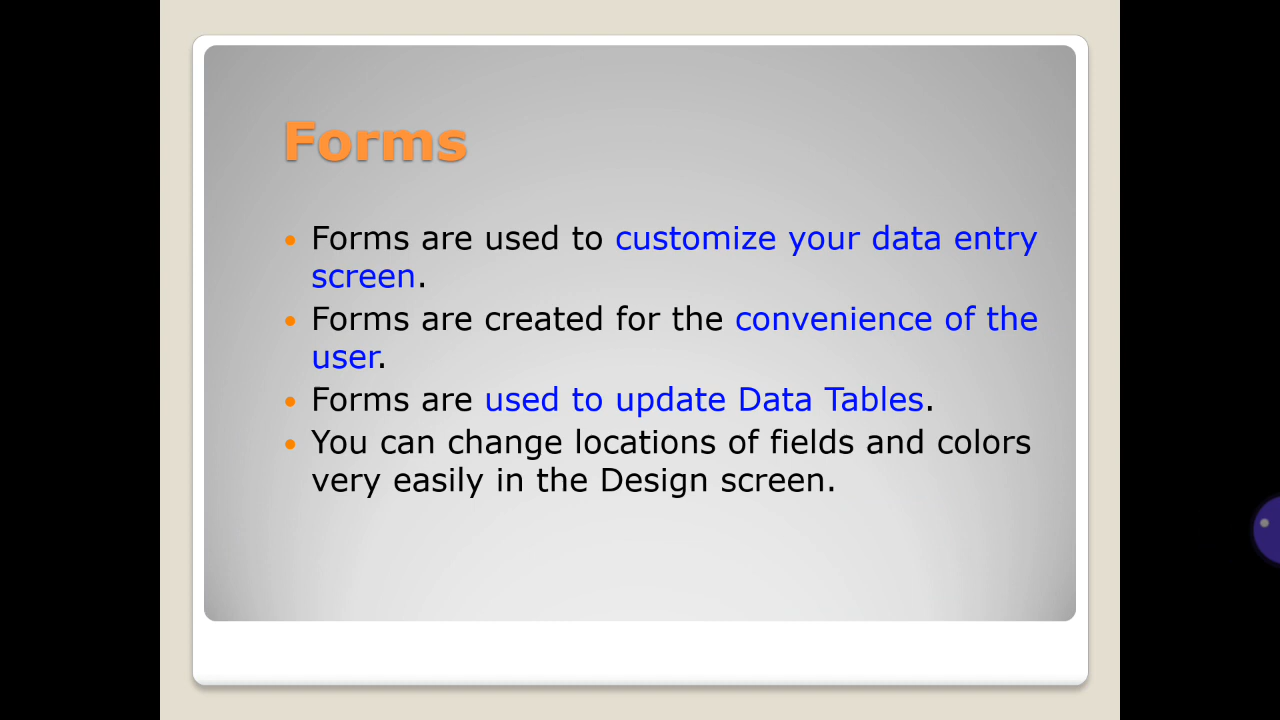 Forms
• Forms are used to customize your data entry
screen.
• Forms are created for the convenience of the
user.
• Forms are used to update Data Tables.
• You can change locations of fields and colors
very easily in the Design screen.